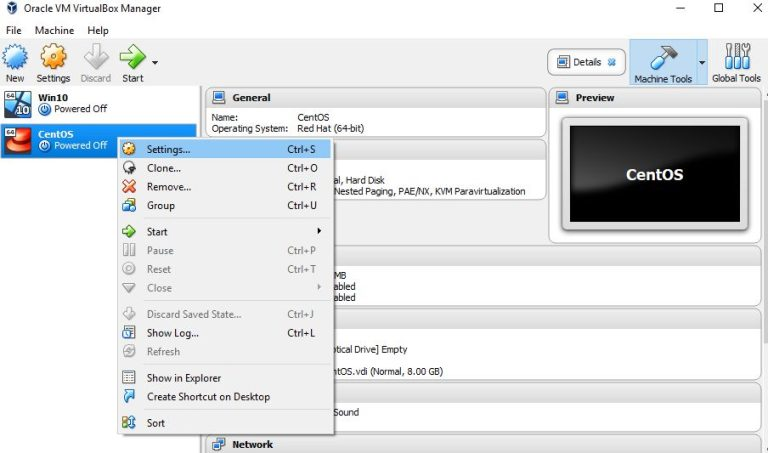 Oracle VM VirtualBox Manager
File Machine Help
New Settings Discard Start
Details
Machine Tools
Global Tools
64
10
Win10
Powered Off
64
CentOS
Powered Off
Settings... Ctrl+S
Clone... Ctrl+O
Remove... Ctrl+R
Group Ctrl+U
Start
Pause Ctrl+P
Reset Ctrl+T
Close
Discard Saved State... Ctrl+J
Show Log... Ctrl+L
Refresh
Show in Explorer
Create Shortcut on Desktop
Sort
General
Name: CentOS
Operating System: Red Hat (64-bit)
al, Hard Disk
Nested Paging, PAE/NX, KVM Paravirtualization
MB
abled
abled
ptical Drive] Empty
ntOS.vdi (Normal, 8.00 GB)
Sound
Network
Preview
CentOS